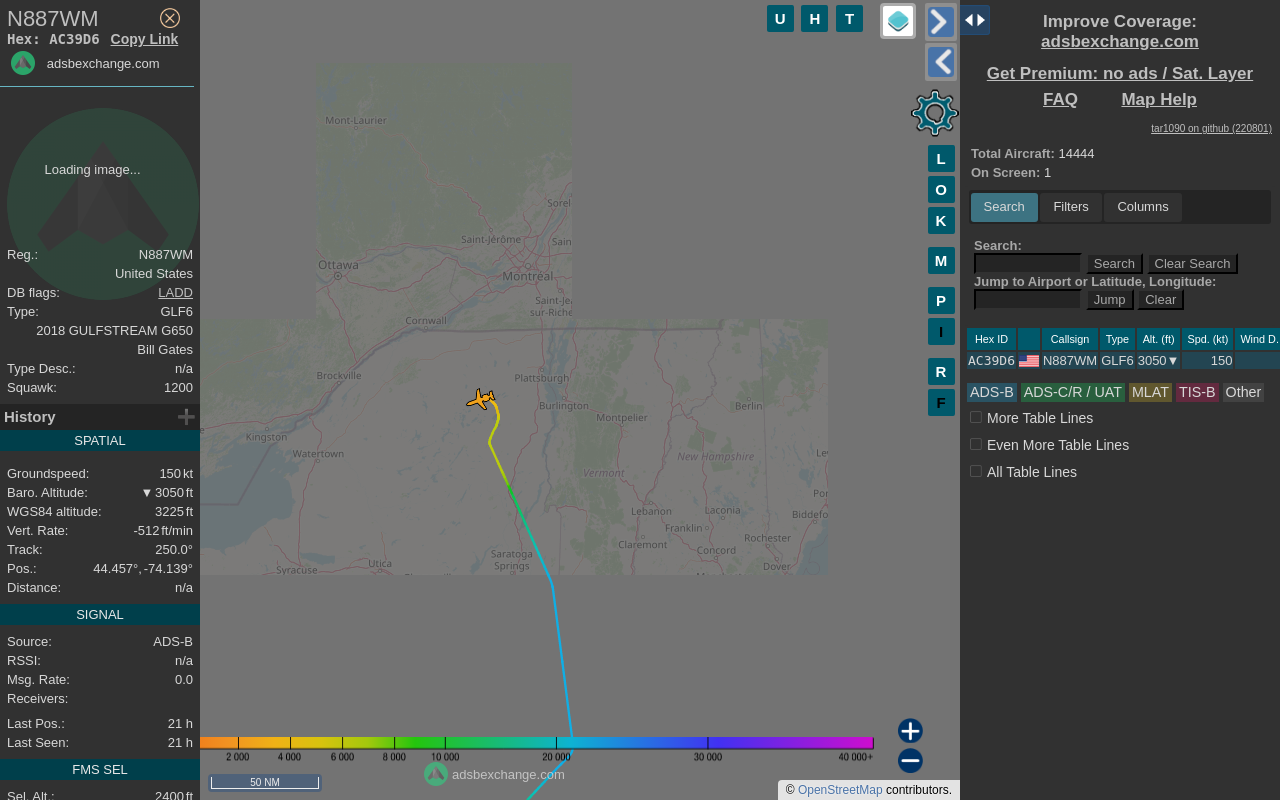 N887WM
Hex: AC39D6 Copy Link
adsbexchange.com
Loading image...
Reg.: N887WM
United States
DB flags: LADD
Type: GLF6
2018 GULFSTREAM G650
Bill Gates
Type Desc.: n/a
Squawk: 1200
History
SPATIAL
Groundspeed: 150 kt
Baro. Altitude: ▼ 3050 ft
WGS84 altitude: 3225 ft
Vert. Rate: -512 ft/min
Track: 250.0°
Pos.: 44.457°, -74.139°
Distance: n/a
SIGNAL
Source: ADS-B
RSSI: n/a
Msg. Rate: 0.0
Receivers:
Last Pos.: 21 h
Last Seen: 21 h
FMS SEL
Sel. Alt.: 2400 ft
U H T
L
O
K
M
P
I
R
F
Mont-Laurier
Sorel
Saint-Jérôme
Sain
Ottawa
Montréal
Saint-Je
sur-Riche
Cornwall
Brockville
Plattsburgh
Burlington
Montpelier
Berlin
Kingston
Watertown
New Hampshire
Le
Vermont
Por
Lebanon
Laconia
Biddefo
Franklin
Rochester
Claremont
Concord
Saratoga
Springs
Utica
Dover
Syracuse
2 000 4 000 6 000 8 000 10 000 20 000 30 000 40 000+
adsbexchange.com
50 NM
© OpenStreetMap contributors.
Improve Coverage:
adsbexchange.com
Get Premium: no ads / Sat. Layer
FAQ Map Help
tar1090 on github (220801)
Total Aircraft: 14444
On Screen: 1
Search Filters Columns
Search:
Search Clear Search
Jump to Airport or Latitude, Longitude:
Jump Clear
Hex ID Callsign Type Alt. (ft) Spd. (kt) Wind D.
AC39D6 N887WM GLF6 3050▼ 150
ADS-B ADS-C/R / UAT MLAT TIS-B Other
More Table Lines
Even More Table Lines
All Table Lines